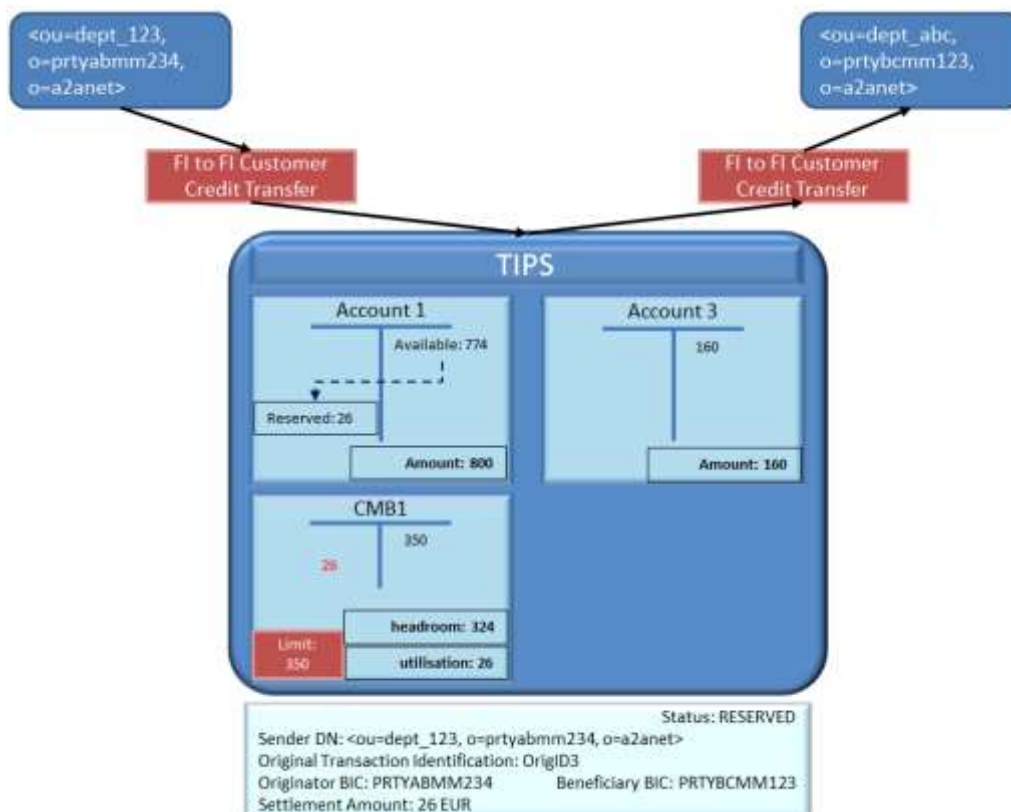 <ou=dept_123,
o=prtyabmm234,
o=a2anet>
<ou=dept_abc,
o=prtybcmm123,
o=a2anet>
FI to FI Customer
Credit Transfer
FI to FI Customer
Credit Transfer
TIPS
Account 1
Available: 774
Reserved: 26
Amount: 800
Account 3
160
Amount: 160
CMB1
350
26
headroom: 324
Limit:
350
utilisation: 26
Status: RESERVED
Sender DN: <ou=dept_123, o=prtyabmm234, o=a2anet>
Original Transaction Identification: OrigID3
Originator BIC: PRTYABMM234 Beneficiary BIC: PRTYBCMM123
Settlement Amount: 26 EUR